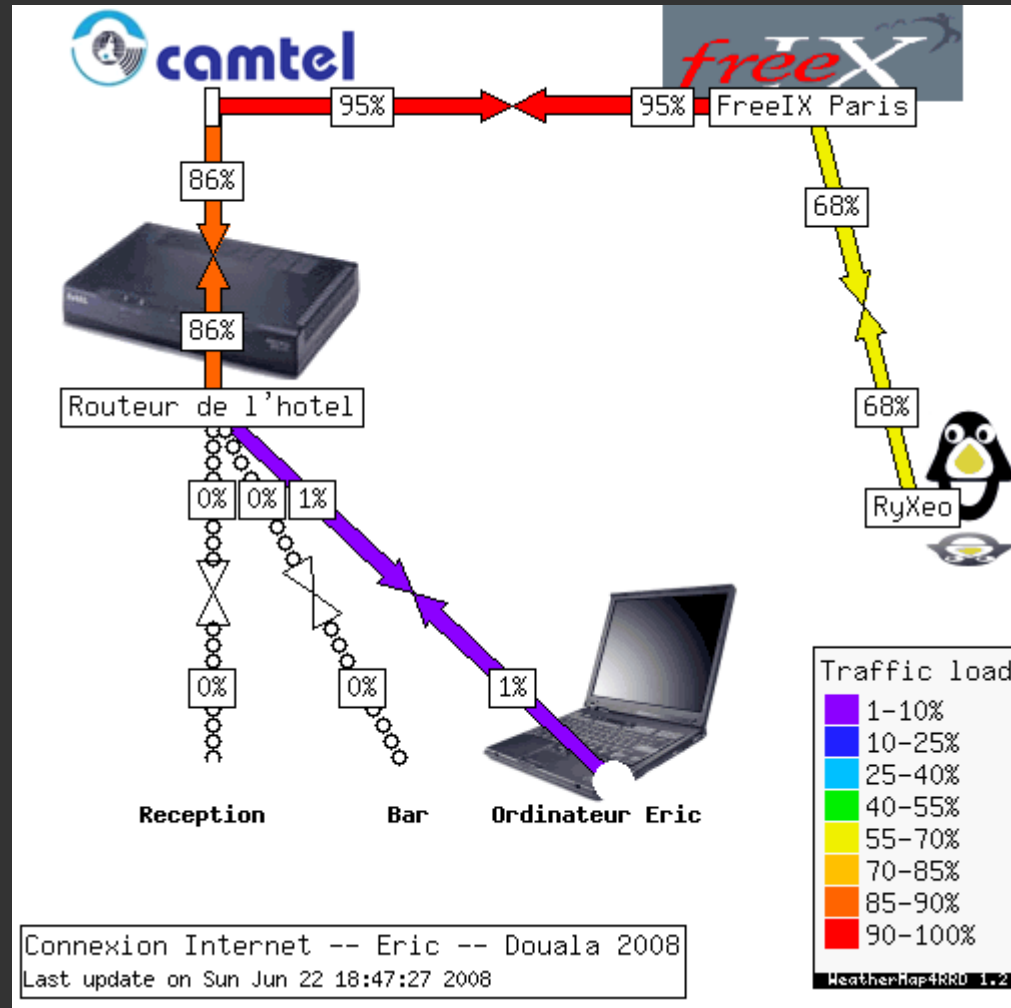 camtel
freeIX
95%
95%
FreeIX Paris
86%
68%
86%
Routeur de l'hotel
68%
0%
0%
1%
RyXeo
0%
0%
1%
Reception
Bar
Ordinateur Eric
Traffic load
1-10%
10-25%
25-40%
40-55%
55-70%
70-85%
85-90%
90-100%
WeatherMap4RRD 1.2
Connexion Internet -- Eric -- Douala 2008
Last update on Sun Jun 22 18:47:27 2008